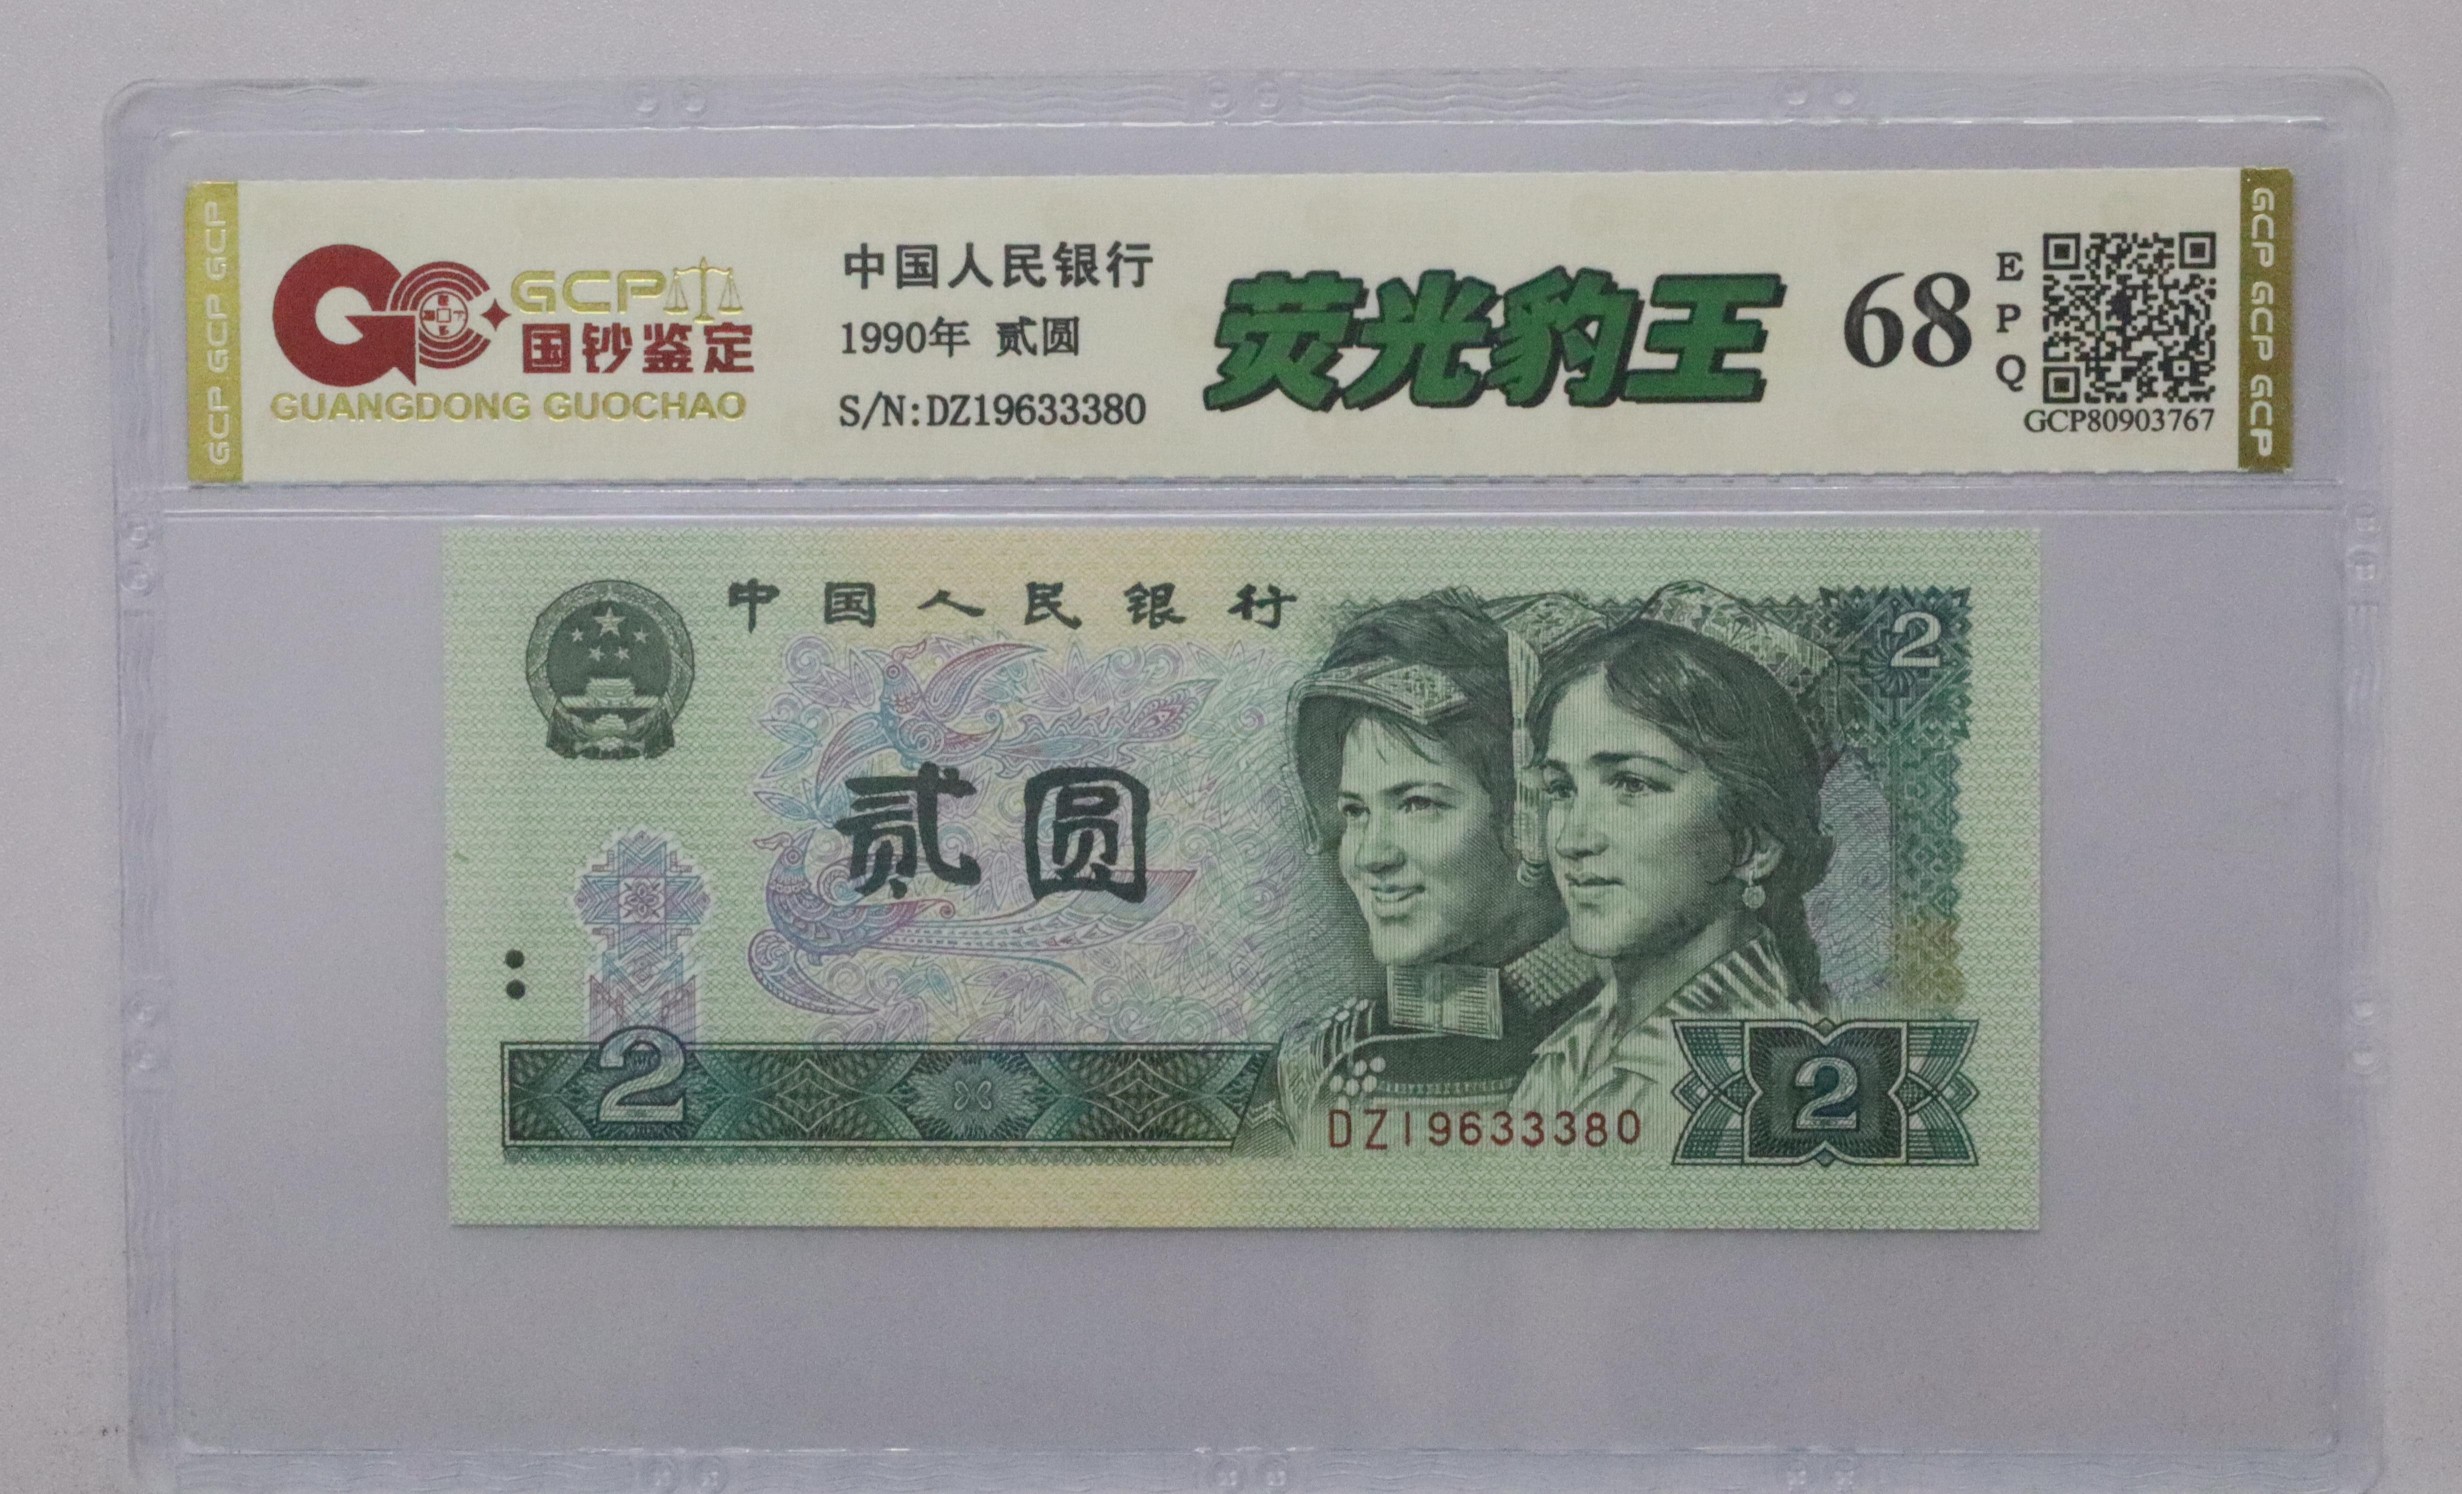 GCP GCP GCP
GCP
国钞鉴定
GUANGDONG GUOCHAO
中国人民银行
1990年 贰圆
S/N:DZ19633380
荧光豹王
68
E
P
Q
GCP80903767
GCP GCP GCP
中国人民银行
2
贰圆
2
DZ19633380
2